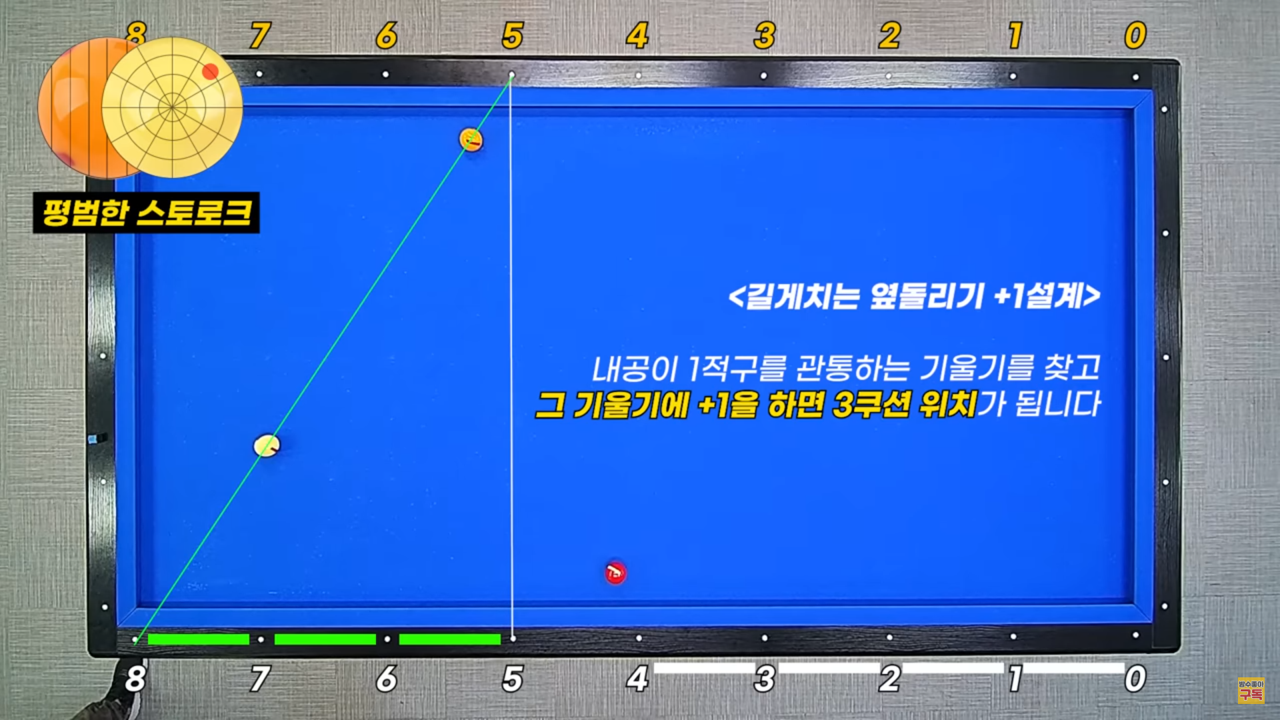 8 7 6 5 4 3 2 1 0
평범한 스토로크
<길게치는 옆돌리기 +1설계>
내공이 1적구를 관통하는 기울기를 찾고
그 기울기에 +1을 하면 3쿠션 위치가 됩니다
8 7 6 5 4 3 2 1 0
구독